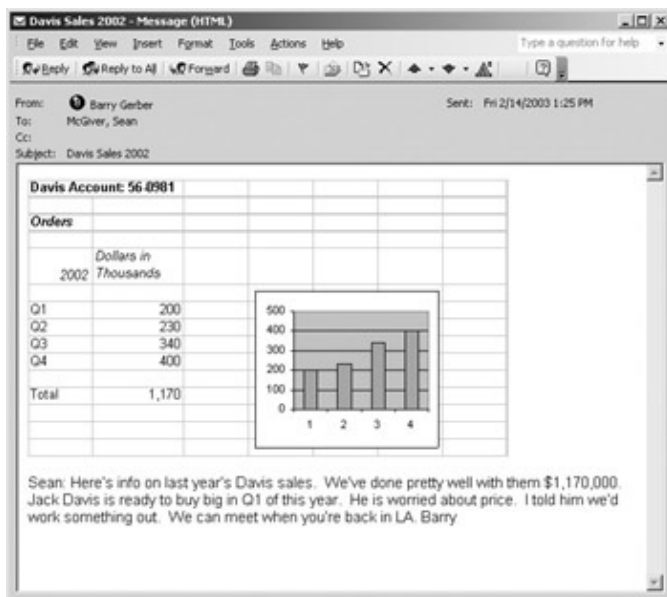 Davis Sales 2002 - Message (HTML)
File Edit View Insert Format Tools Actions Help Type a question for help
Reply Reply to All Forward
From: Barry Gerber Sent: Fri 2/14/2003 1:25 PM
To: McGiver, Sean
Cc:
Subject: Davis Sales 2002
Davis Account: 56-0981
Orders
2002 Dollars in
Thousands
Q1 200
Q2 230
Q3 340
Q4 400
Total 1,170
500
400
300
200
100
0
1 2 3 4
Sean: Here's info on last year's Davis sales. We've done pretty well with them $1,170,000.
Jack Davis is ready to buy big in Q1 of this year. He is worried about price. I told him we'd
work something out. We can meet when you're back in LA. Barry